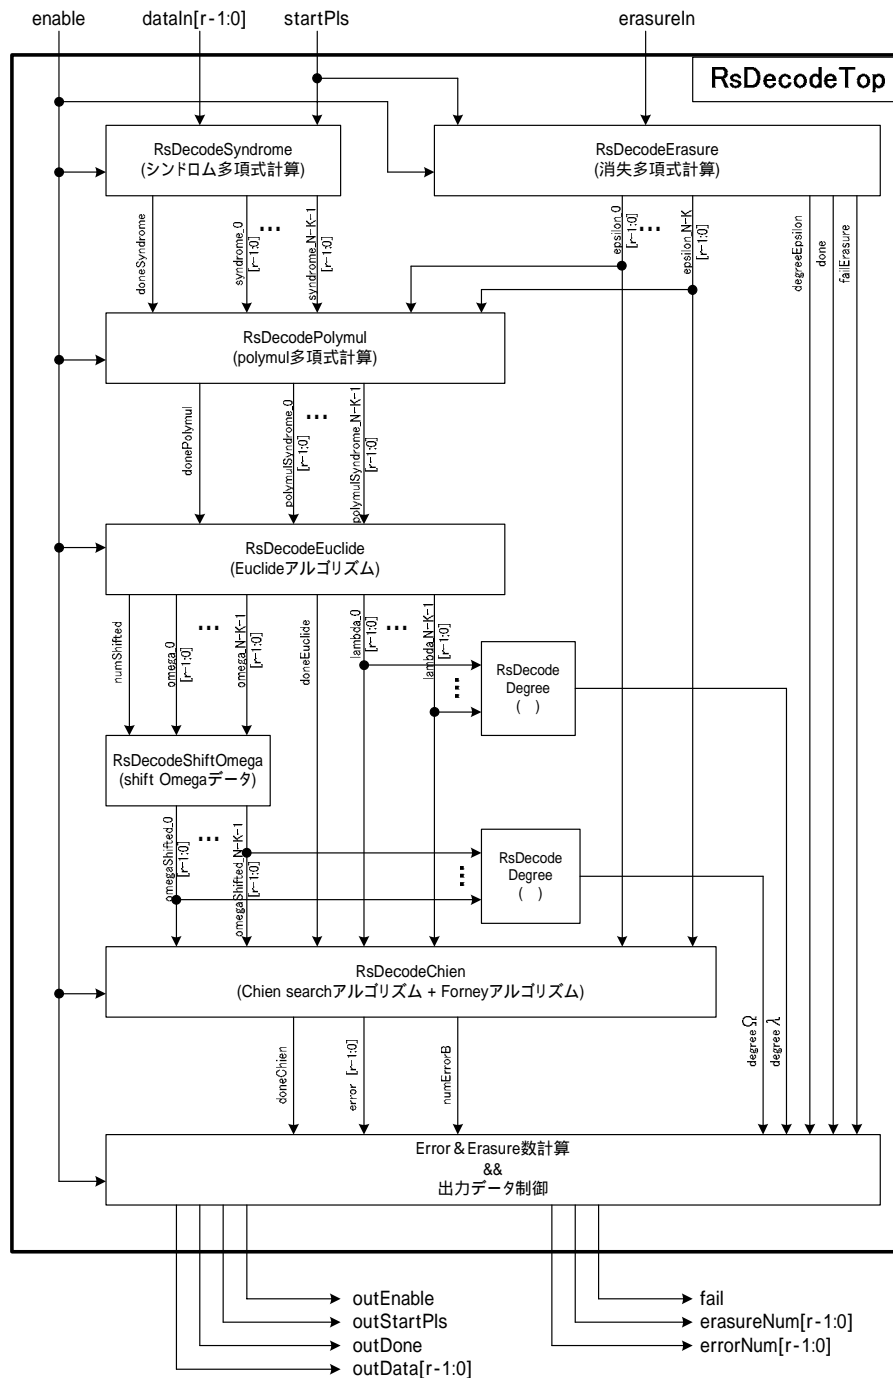 enable
dataIn[r-1:0]
startPls
erasureIn
RsDecodeTop
RsDecodeSyndrome
(シンドロム多項式計算)
RsDecodeErasure
(消失多項式計算)
doneSyndrome
syndrome_0
[r-1:0]
...
syndrome_N-K-1
[r-1:0]
epsilon_0
[r-1:0]
...
epsilon_N-K
[r-1:0]
degreeEpsilon
done
failErasure
RsDecodePolymul
(polymul多項式計算)
donePolymul
polymulSyndrome_0
[r-1:0]
...
polymulSyndrome_N-K-1
[r-1:0]
RsDecodeEuclide
(Euclideアルゴリズム)
numShifted
omega_0
[r-1:0]
...
omega_N-K-1
[r-1:0]
doneEuclide
lambda_0
[r-1:0]
...
lambda_N-K-1
[r-1:0]
...
RsDecode
Degree
( )
RsDecodeShiftOmega
(shift Omegaデータ)
omegaShifted_0
[r-1:0]
...
omegaShifted_N-K-1
[r-1:0]
...
RsDecode
Degree
( )
RsDecodeChien
(Chien searchアルゴリズム + Forneyアルゴリズム)
doneChien
error [r-1:0]
numErrorB
degree Ω
degree λ
Error & Erasure数計算
&&
出力データ制御
outEnable
outStartPls
outDone
outData[r-1:0]
fail
erasureNum[r-1:0]
errorNum[r-1:0]